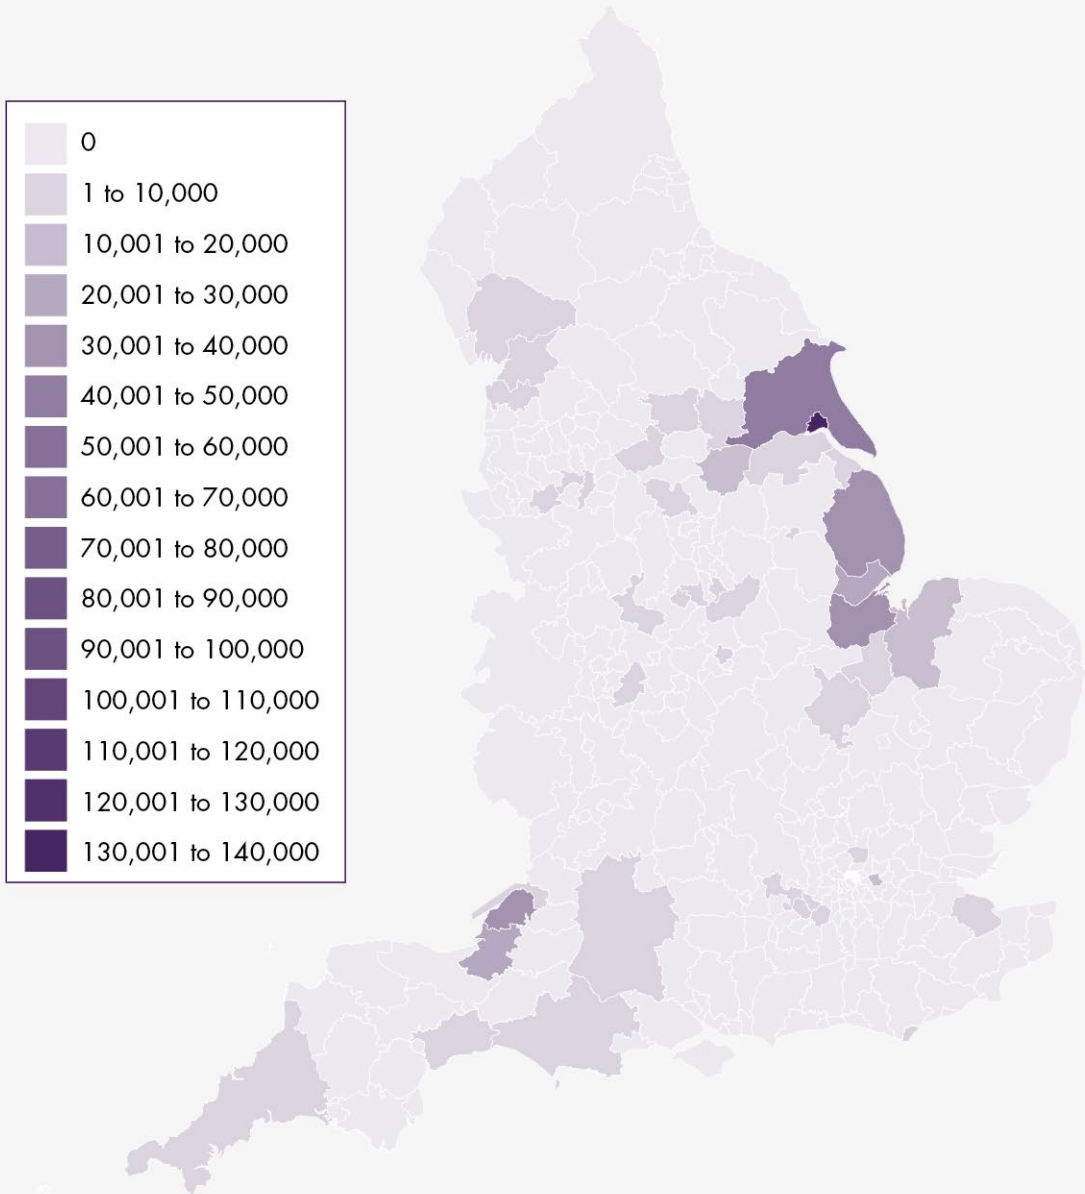 0
1 to 10,000
10,001 to 20,000
20,001 to 30,000
30,001 to 40,000
40,001 to 50,000
50,001 to 60,000
60,001 to 70,000
70,001 to 80,000
80,001 to 90,000
90,001 to 100,000
100,001 to 110,000
110,001 to 120,000
120,001 to 130,000
130,001 to 140,000